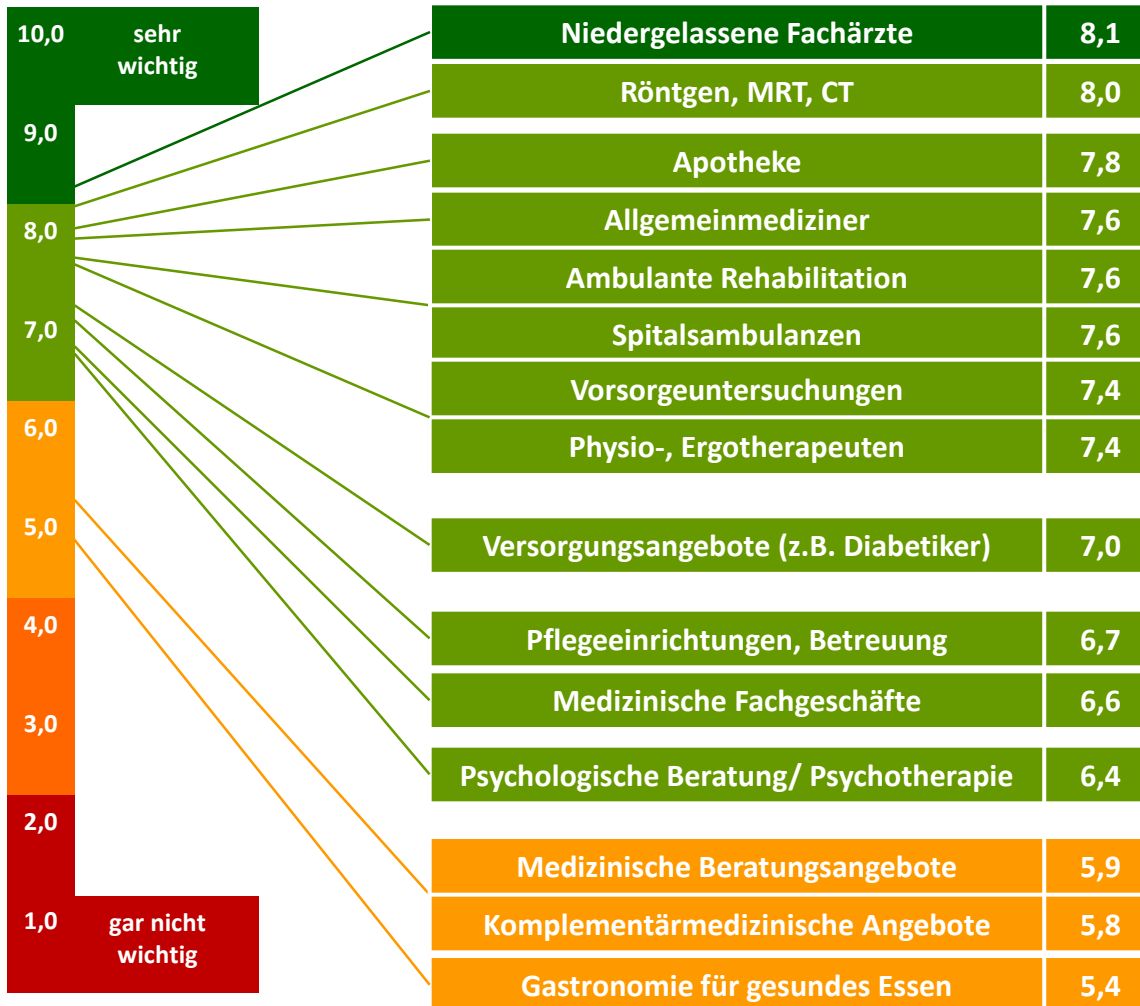 10,0
sehr
wichtig
9,0
8,0
7,0
6,0
5,0
4,0
3,0
2,0
1,0
gar nicht
wichtig
Niedergelassene Fachärzte 8,1
Röntgen, MRT, CT 8,0
Apotheke 7,8
Allgemeinmediziner 7,6
Ambulante Rehabilitation 7,6
Spitalsambulanzen 7,6
Vorsorgeuntersuchungen 7,4
Physio-, Ergotherapeuten 7,4
Versorgungsangebote (z.B. Diabetiker) 7,0
Pflegeeinrichtungen, Betreuung 6,7
Medizinische Fachgeschäfte 6,6
Psychologische Beratung/ Psychotherapie 6,4
Medizinische Beratungsangebote 5,9
Komplementärmedizinische Angebote 5,8
Gastronomie für gesundes Essen 5,4